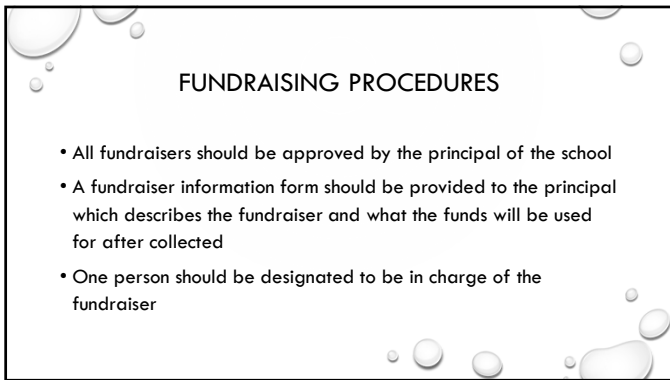 FUNDRAISING PROCEDURES
• All fundraisers should be approved by the principal of the school
• A fundraiser information form should be provided to the principal
which describes the fundraiser and what the funds will be used
for after collected
• One person should be designated to be in charge of the
fundraiser